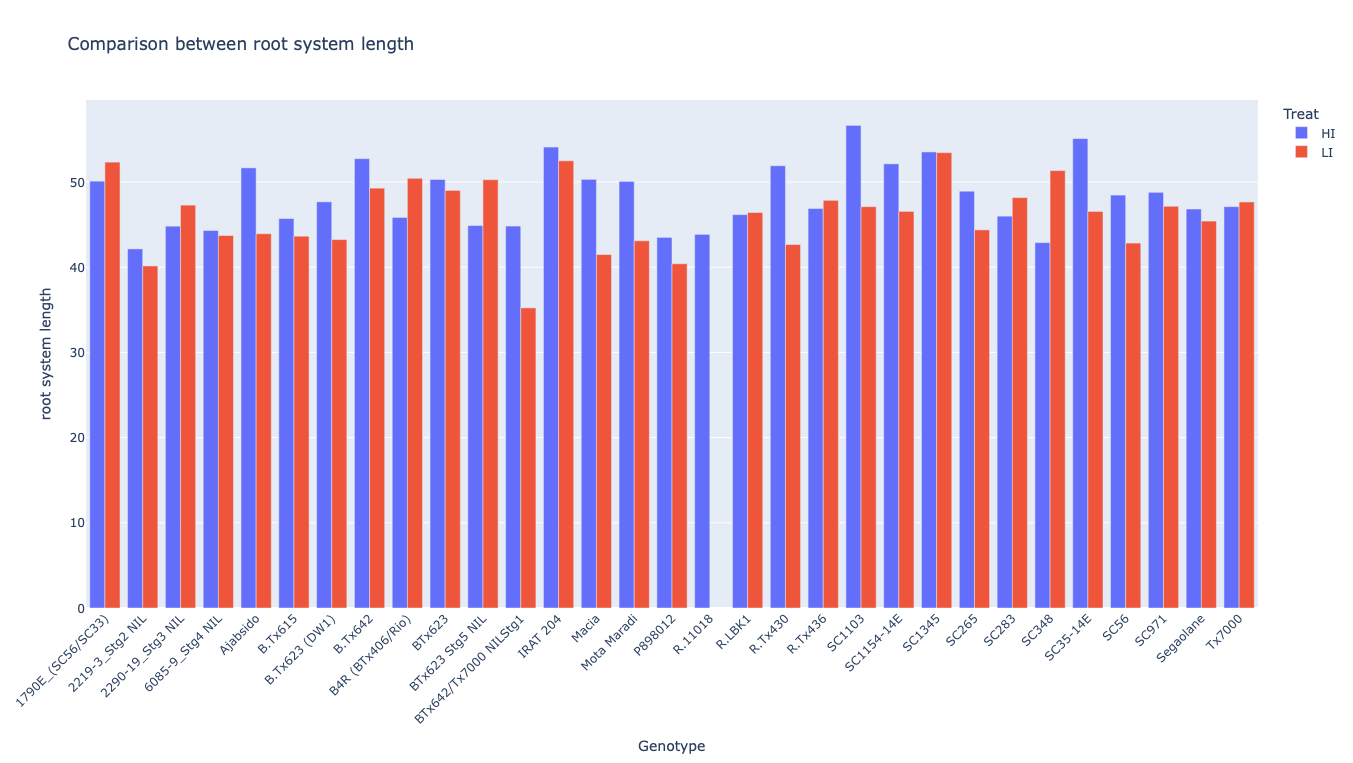 Comparison between root system length
Treat
HI
LI
50
40
30
20
10
0
root system length
1790E_(SC56/SC33)
2219-3_Stg2 NIL
2290-19_Stg3 NIL
6085-9_Stg4 NIL
Ajabsido
B.Tx615
B.Tx623 (DW1)
B.Tx642
B4R (BTx406/Rio)
BTx623
BTx623 Stg5 NIL
BTx642/Tx7000 NILStg1
IRAT 204
Macia
Mota Maradi
PB98012
R.11018
R.LBK1
R.Tx430
R.Tx436
SC1103
SC1154-14E
SC1345
SC265
SC283
SC348
SC35-14E
SC56
SC971
Segaolane
Tx7000
Genotype